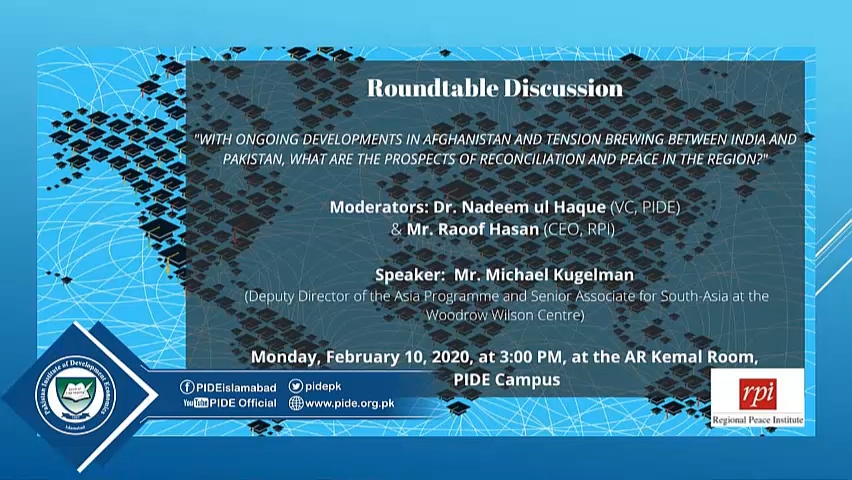 Roundtable Discussion
"WITH ONGOING DEVELOPMENTS IN AFGHANISTAN AND TENSION BREWING BETWEEN INDIA AND
PAKISTAN, WHAT ARE THE PROSPECTS OF RECONCILIATION AND PEACE IN THE REGION?"
Moderators: Dr. Nadeem ul Haque (VC, PIDE)
& Mr. Raoof Hasan (CEO, RPI)
Speaker: Mr. Michael Kugelman
(Deputy Director of the Asia Programme and Senior Associate for South-Asia at the
Woodrow Wilson Centre)
Monday, February 10, 2020, at 3:00 PM, at the AR Kemal Room,
PIDE Campus
Pakistan Institute of Development Economics
Islamabad
PIDEislamabad
pidepk
YouTube PIDE Official
www.pide.org.pk
rpi
Regional Peace Institute